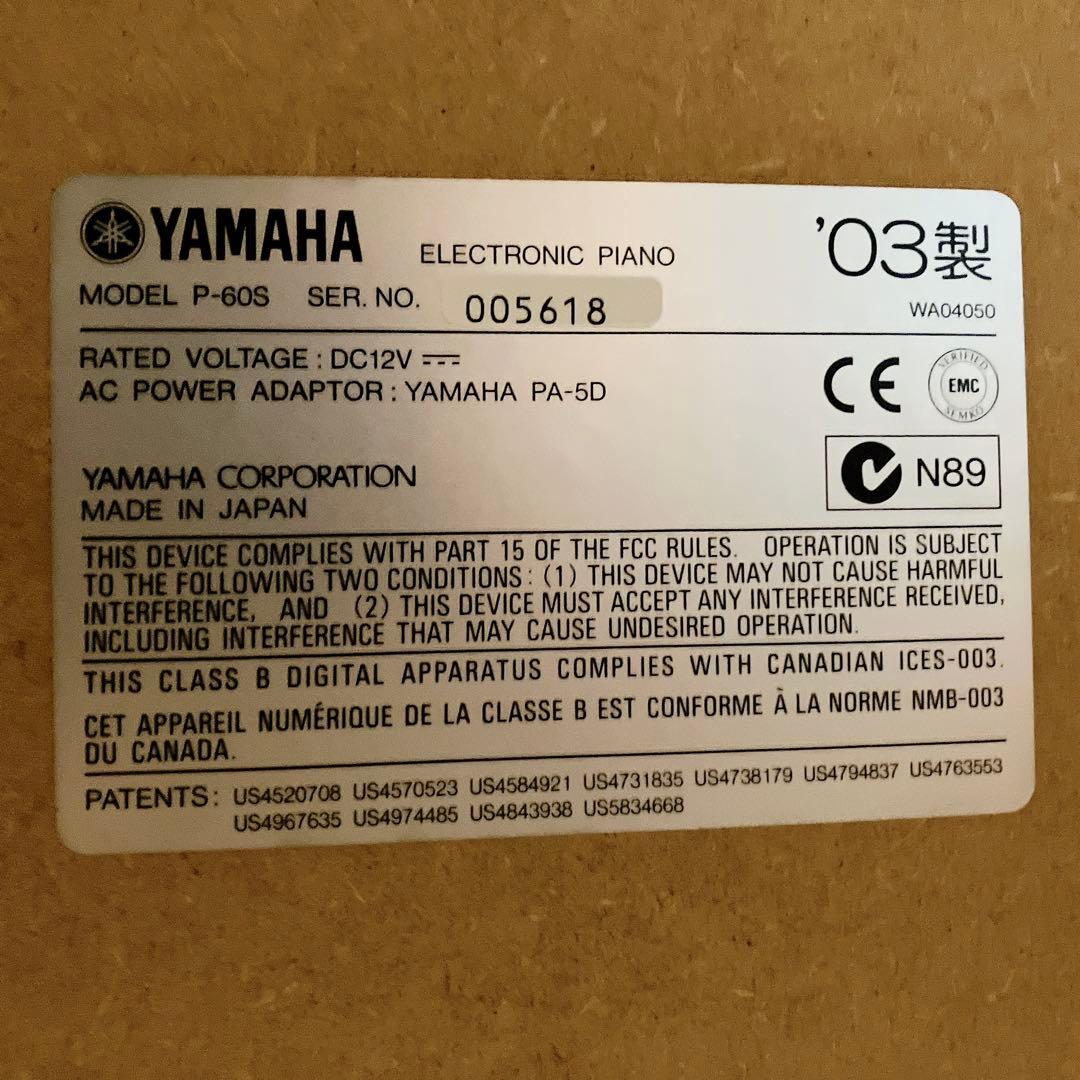 YAMAHA ELECTRONIC PIANO '03製
MODEL P-60S SER. NO. 005618 WA04050
RATED VOLTAGE : DC12V
AC POWER ADAPTOR : YAMAHA PA-5D
CE VERIFIED EMC SEMKO
N89
YAMAHA CORPORATION
MADE IN JAPAN
THIS DEVICE COMPLIES WITH PART 15 OF THE FCC RULES. OPERATION IS SUBJECT
TO THE FOLLOWING TWO CONDITIONS : (1) THIS DEVICE MAY NOT CAUSE HARMFUL
INTERFERENCE, AND (2) THIS DEVICE MUST ACCEPT ANY INTERFERENCE RECEIVED,
INCLUDING INTERFERENCE THAT MAY CAUSE UNDESIRED OPERATION.
THIS CLASS B DIGITAL APPARATUS COMPLIES WITH CANADIAN ICES-003.
CET APPAREIL NUMÉRIQUE DE LA CLASSE B EST CONFORME À LA NORME NMB-003
DU CANADA.
PATENTS : US4520708 US4570523 US4584921 US4731835 US4738179 US4794837 US4763553
US4967635 US4974485 US4843938 US5834668